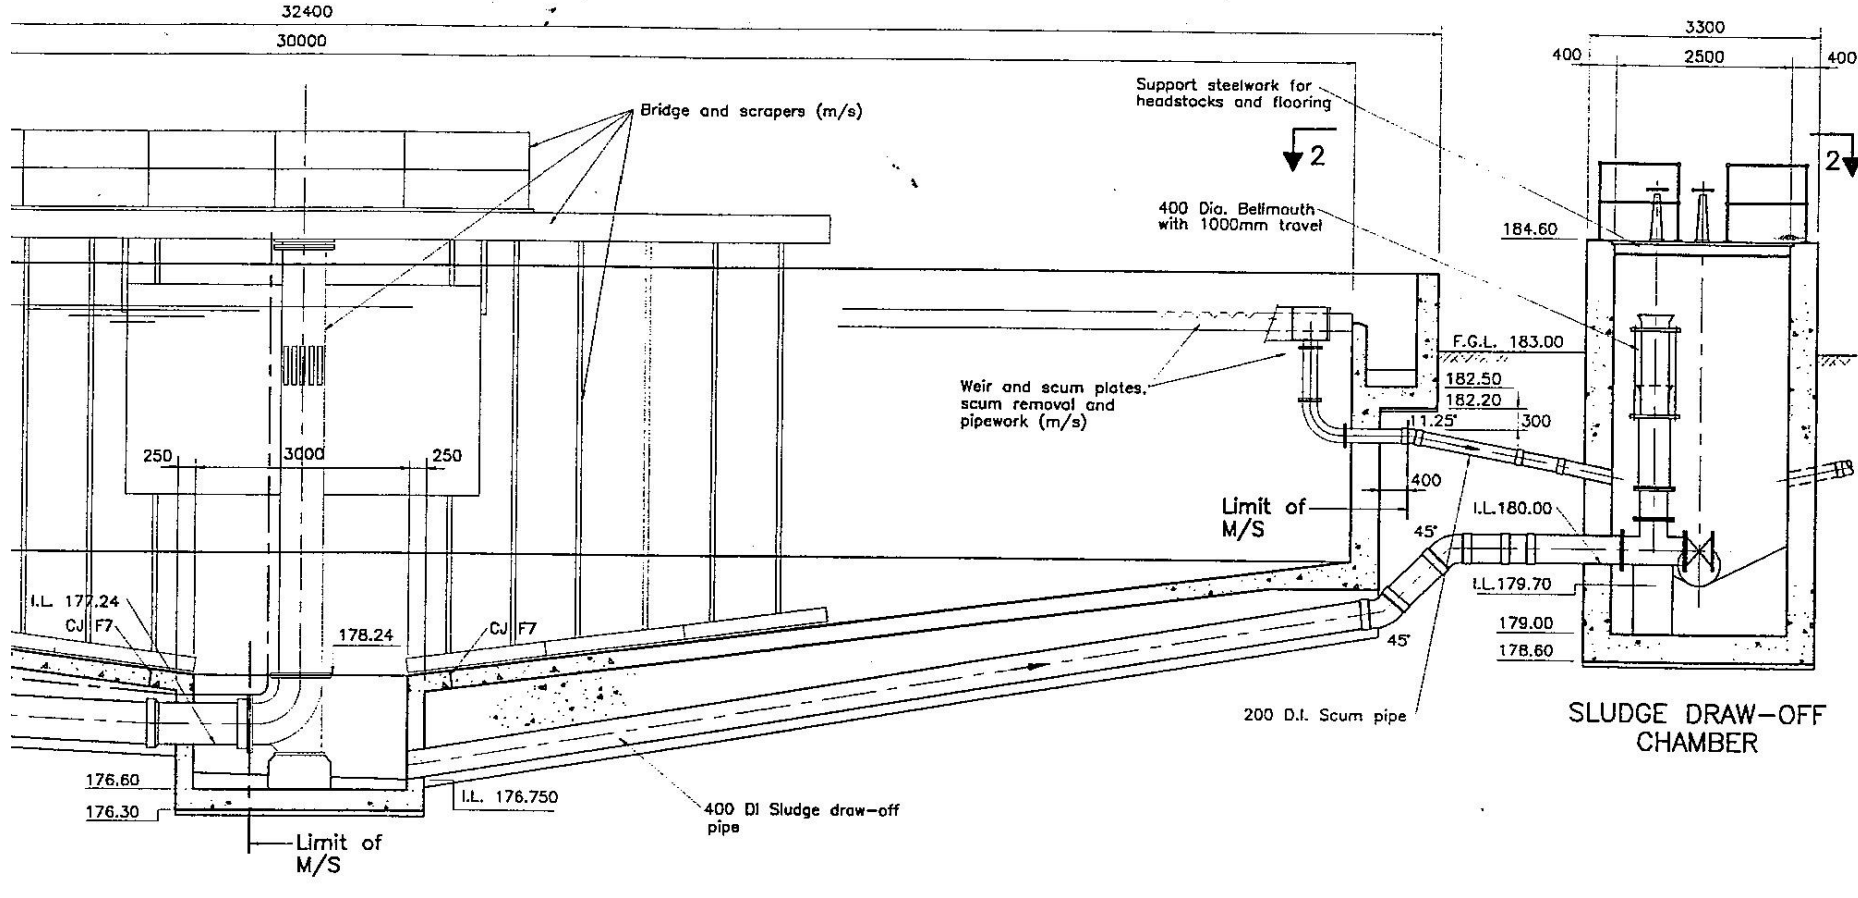 32400
30000
3300
400
2500
400
Support steelwork for
headstocks and flooring
Bridge and scrapers (m/s)
2
2
400 Dia. Bellmouth
with 1000mm travel
184.60
F.G.L. 183.00
182.50
182.20
11.25°
300
Weir and scum plates,
scum removal and
pipework (m/s)
250
3000
250
400
Limit of
M/S
I.L.180.00
45°
I.L.179.70
I.L. 177.24
CJ F7
178.24
CJ F7
179.00
45°
178.60
200 D.I. Scum pipe
SLUDGE DRAW-OFF
CHAMBER
176.60
I.L. 176.750
176.30
400 DI Sludge draw-off
pipe
Limit of
M/S